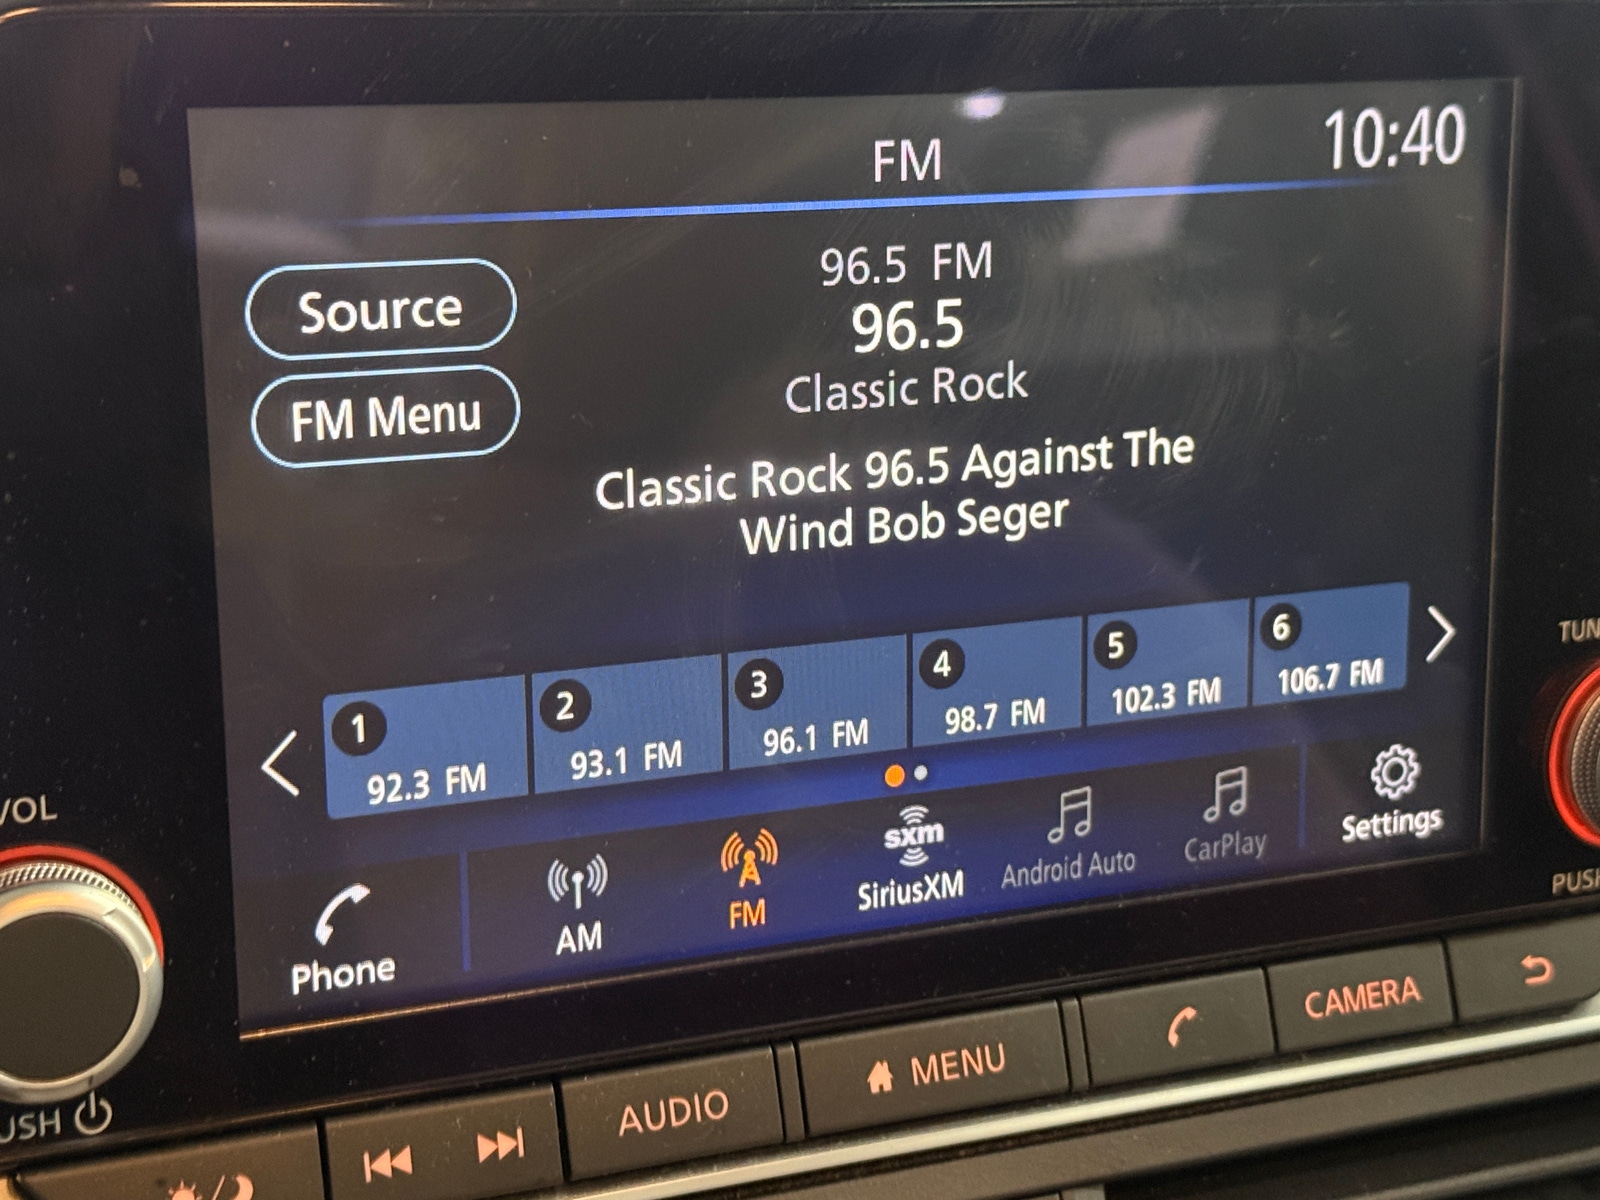 FM
10:40
Source
FM Menu
96.5 FM
96.5
Classic Rock
Classic Rock 96.5 Against The
Wind Bob Seger
1
92.3 FM
2
93.1 FM
3
96.1 FM
4
98.7 FM
5
102.3 FM
6
106.7 FM
Phone
AM
FM
sxm
SiriusXM
Android Auto
CarPlay
Settings
VOL
USH
TUN
PUSH
AUDIO
MENU
CAMERA